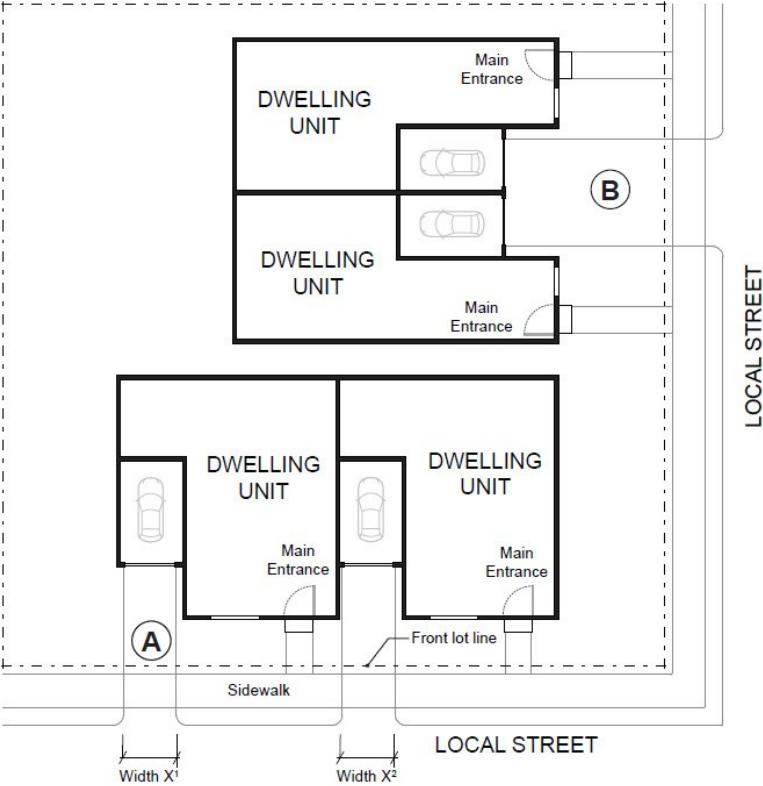 Main
Entrance
DWELLING
UNIT
B
DWELLING
UNIT
Main
Entrance
LOCAL STREET
DWELLING
UNIT
DWELLING
UNIT
Main
Entrance
Main
Entrance
A
Front lot line
Sidewalk
LOCAL STREET
Width X¹
Width X²